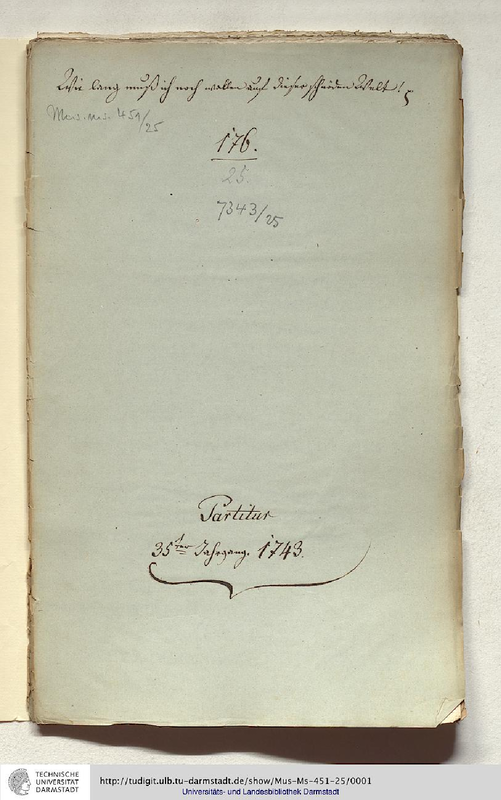 Wie lang muß ich noch wallen auf dieser schnöden Welt!
Mus. ms. 451/25
176.
25.
7343/25
Partitur
35ter Jahrgang. 1743.
TECHNISCHE
UNIVERSITÄT
DARMSTADT
http://tudigit.ulb.tu-darmstadt.de/show/Mus-Ms-451-25/0001
Universitäts- und Landesbibliothek Darmstadt